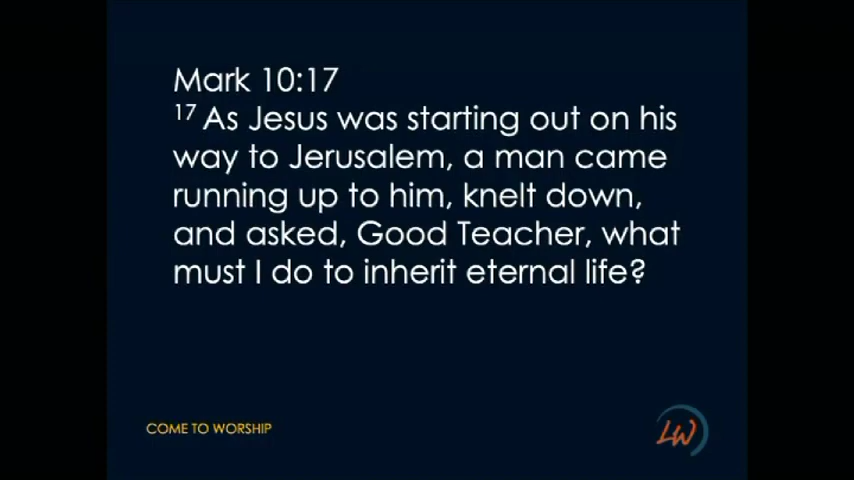 Mark 10:17
17 As Jesus was starting out on his
way to Jerusalem, a man came
running up to him, knelt down,
and asked, Good Teacher, what
must I do to inherit eternal life?
COME TO WORSHIP
LW